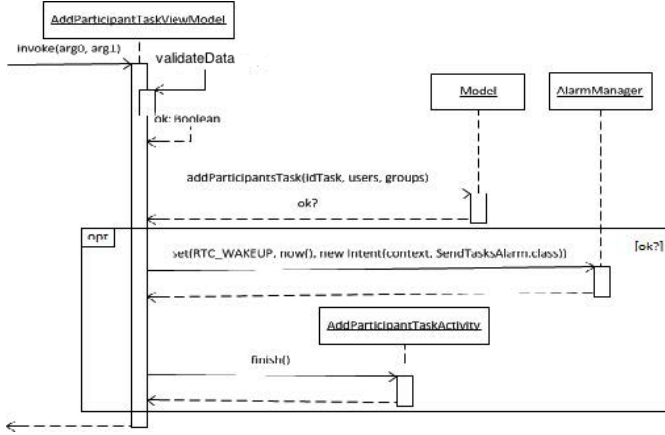 AddParticipantTaskViewModel
invoke(arg0, arg1)
validateData
ok: Boolean
Model
AlarmManager
addParticipantsTask(idTask, users, groups)
ok?
opt
[ok?]
set(RTC_WAKEUP, now(), new Intent(context, SendTasksAlarm.class))
AddParticipantTaskActivity
finish()